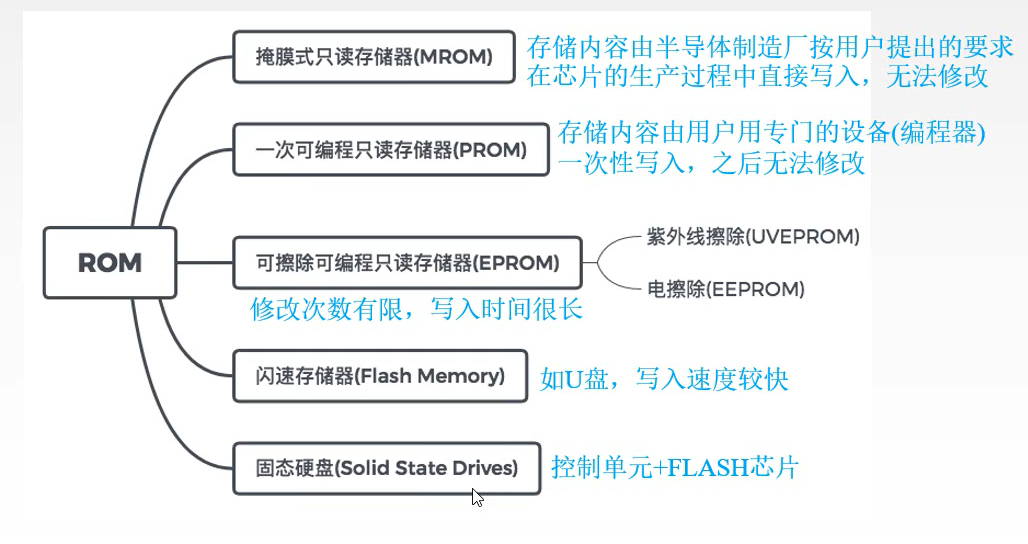 掩膜式只读存储器(MROM)
存储内容由半导体制造厂按用户提出的要求
在芯片的生产过程中直接写入，无法修改
一次可编程只读存储器(PROM)
存储内容由用户用专门的设备(编程器)
一次性写入，之后无法修改
ROM
可擦除可编程只读存储器(EPROM)
紫外线擦除(UVEPROM)
电擦除(EEPROM)
修改次数有限，写入时间很长
闪速存储器(Flash Memory)
如U盘，写入速度较快
固态硬盘(Solid State Drives)
控制单元+FLASH芯片